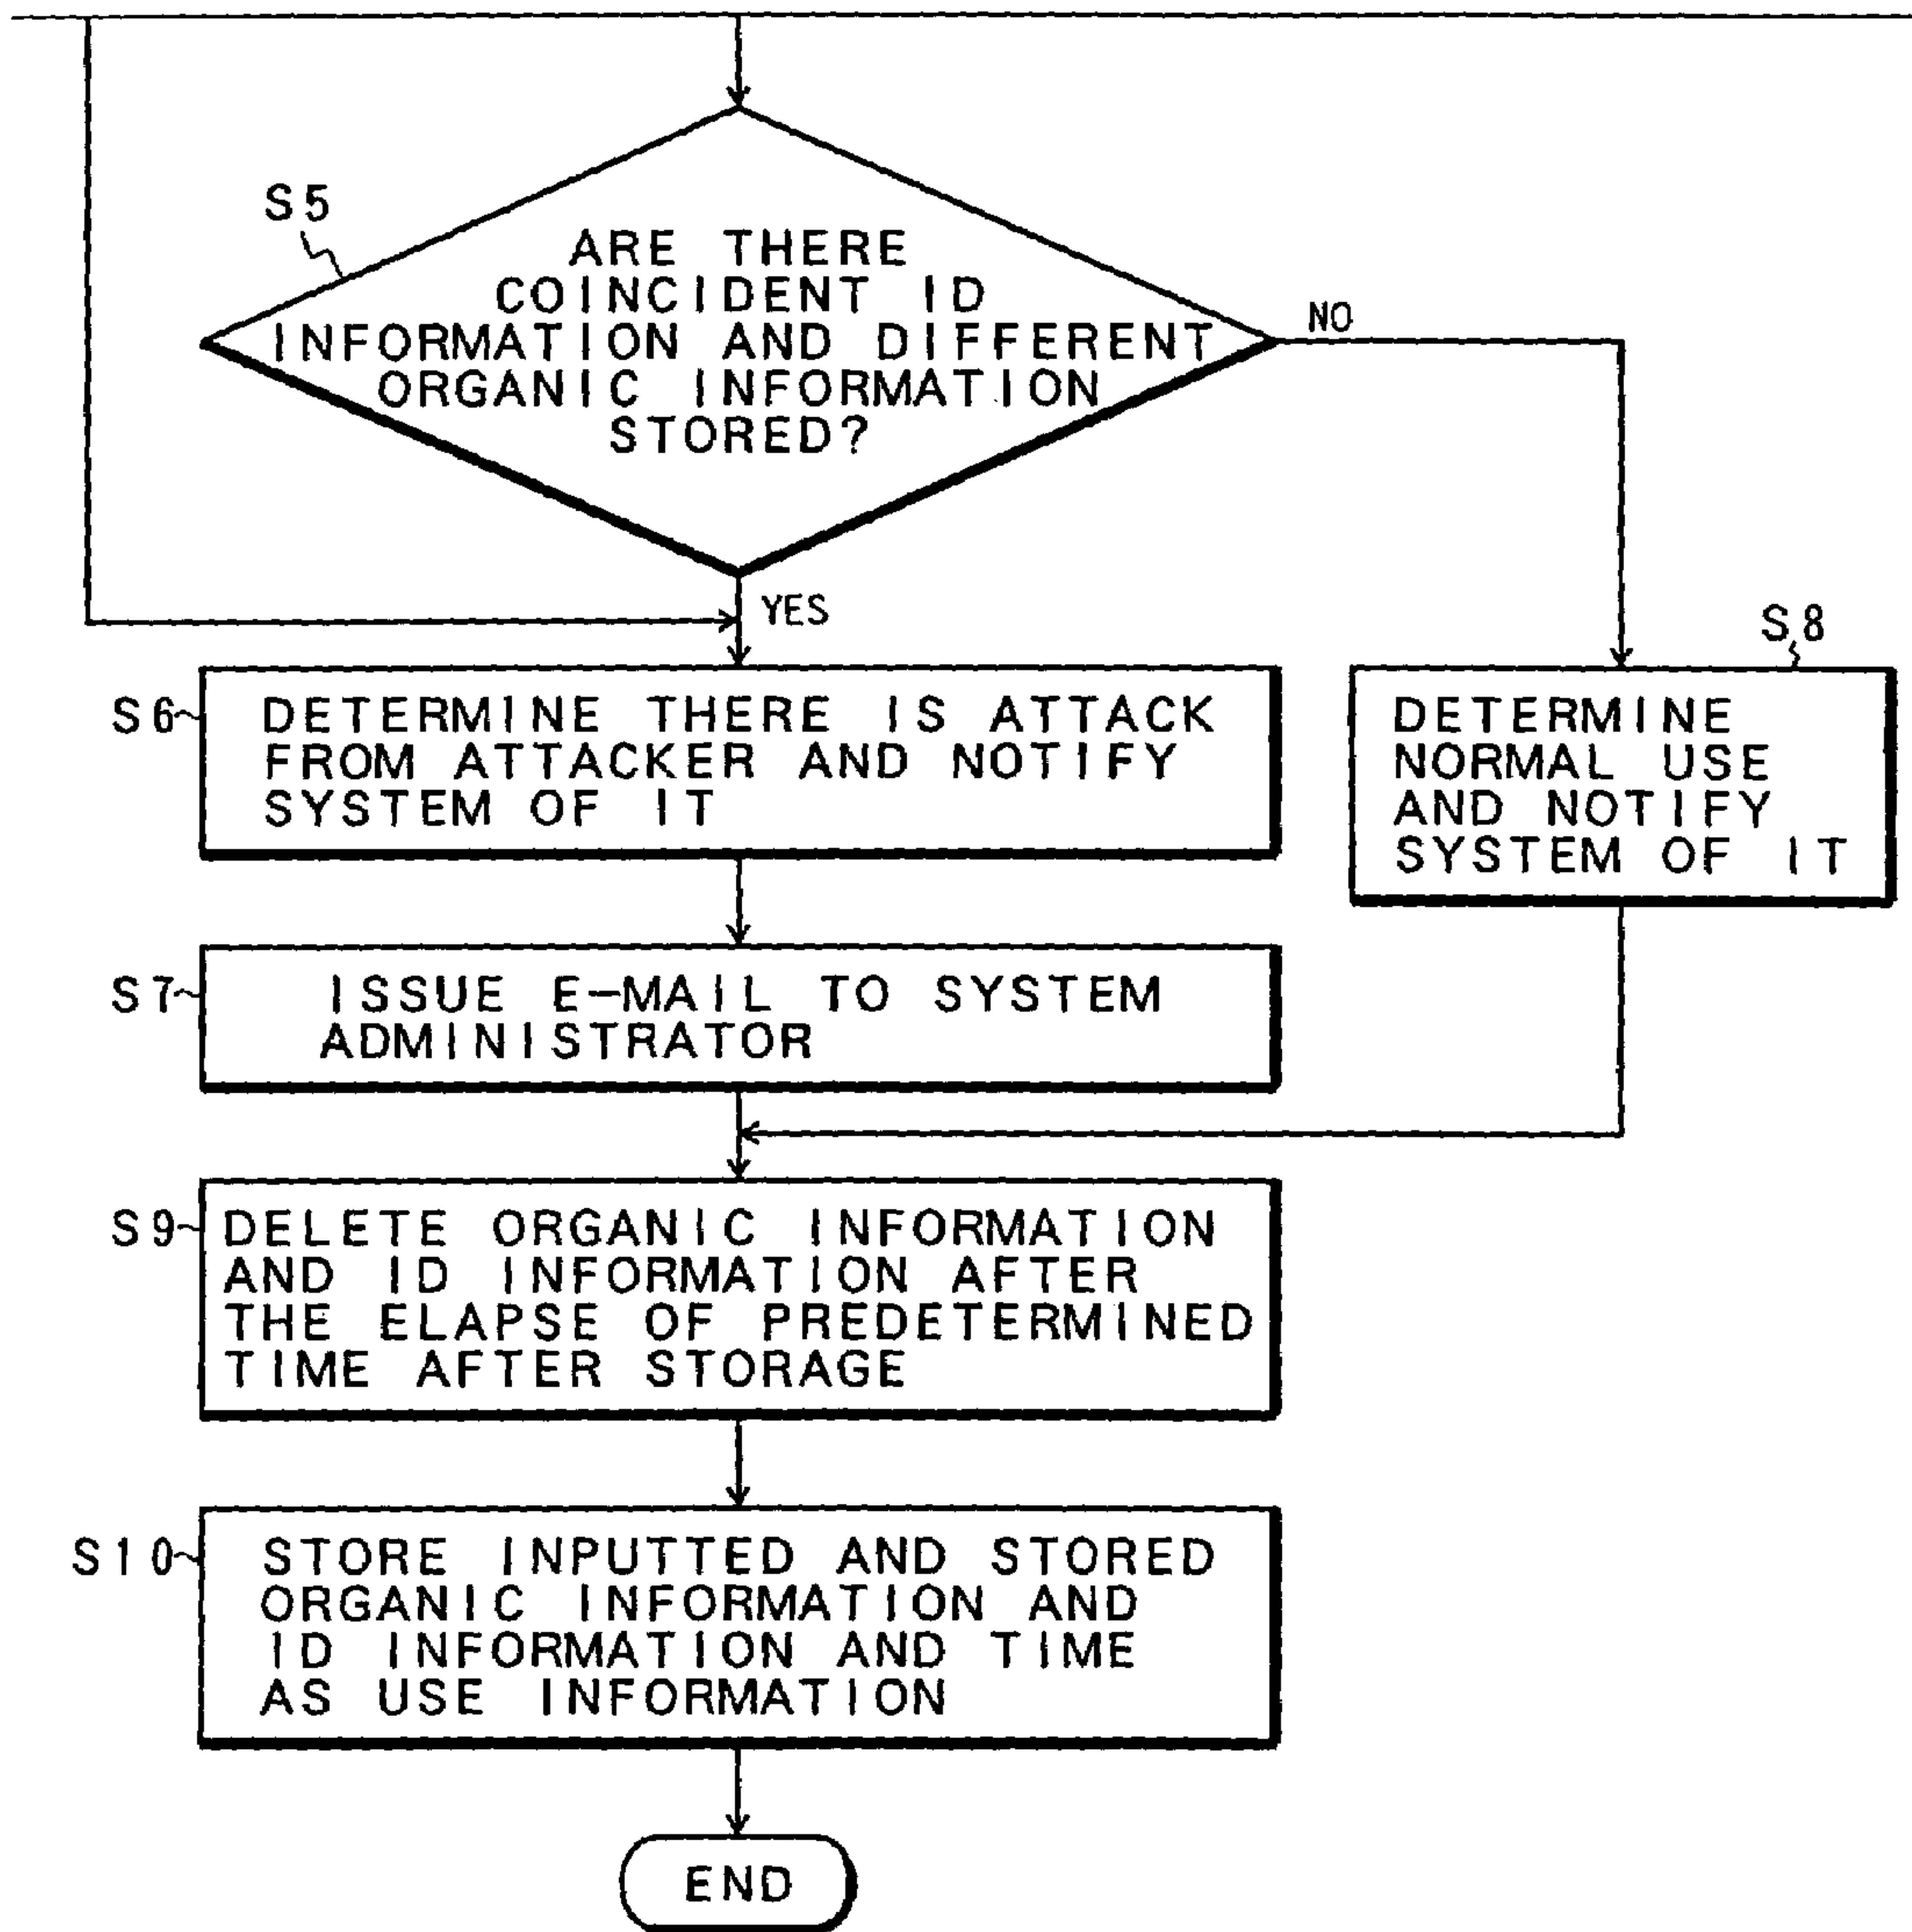 S5
ARE THERE
COINCIDENT ID
INFORMATION AND DIFFERENT
ORGANIC INFORMATION
STORED?
NO
YES
S6
DETERMINE THERE IS ATTACK
FROM ATTACKER AND NOTIFY
SYSTEM OF IT
S8
DETERMINE
NORMAL USE
AND NOTIFY
SYSTEM OF IT
S7
ISSUE E-MAIL TO SYSTEM
ADMINISTRATOR
S9
DELETE ORGANIC INFORMATION
AND ID INFORMATION AFTER
THE ELAPSE OF PREDETERMINED
TIME AFTER STORAGE
S10
STORE INPUTTED AND STORED
ORGANIC INFORMATION AND
ID INFORMATION AND TIME
AS USE INFORMATION
END